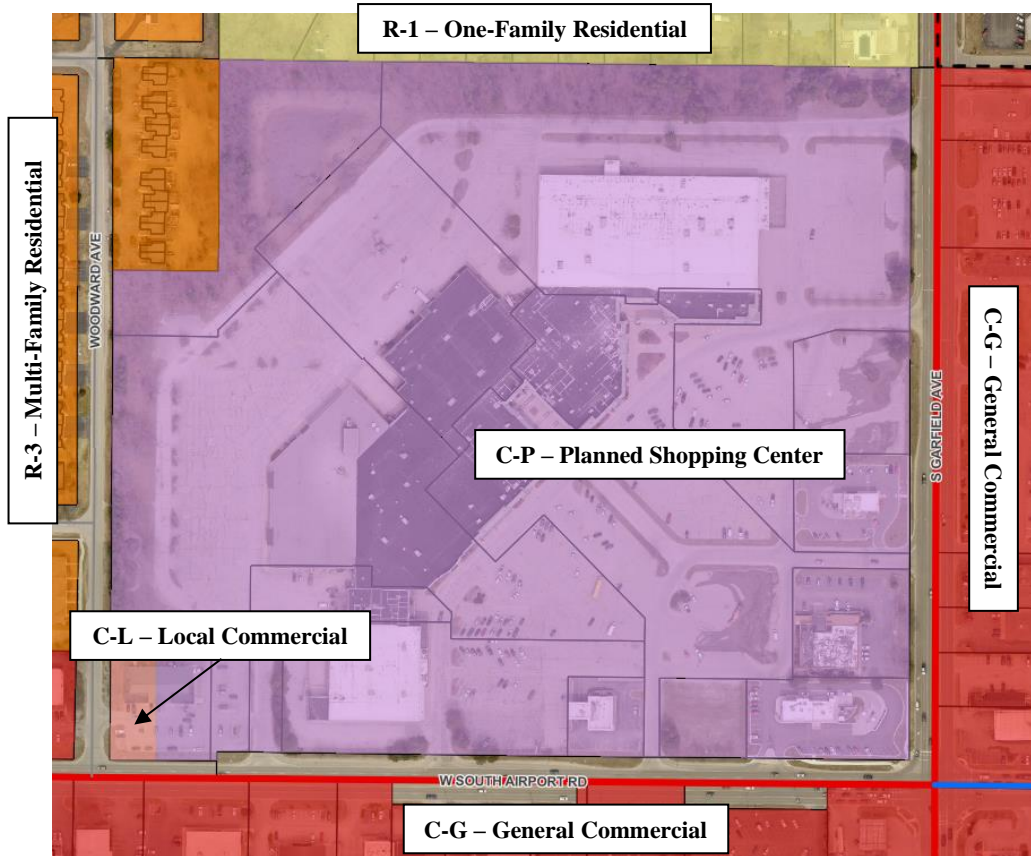 R-1 – One-Family Residential
R-3 – Multi-Family Residential
WOODWARD AVE
C-G – General Commercial
S GARFIELD AVE
C-P – Planned Shopping Center
C-L – Local Commercial
W SOUTH AIRPORT RD
C-G – General Commercial